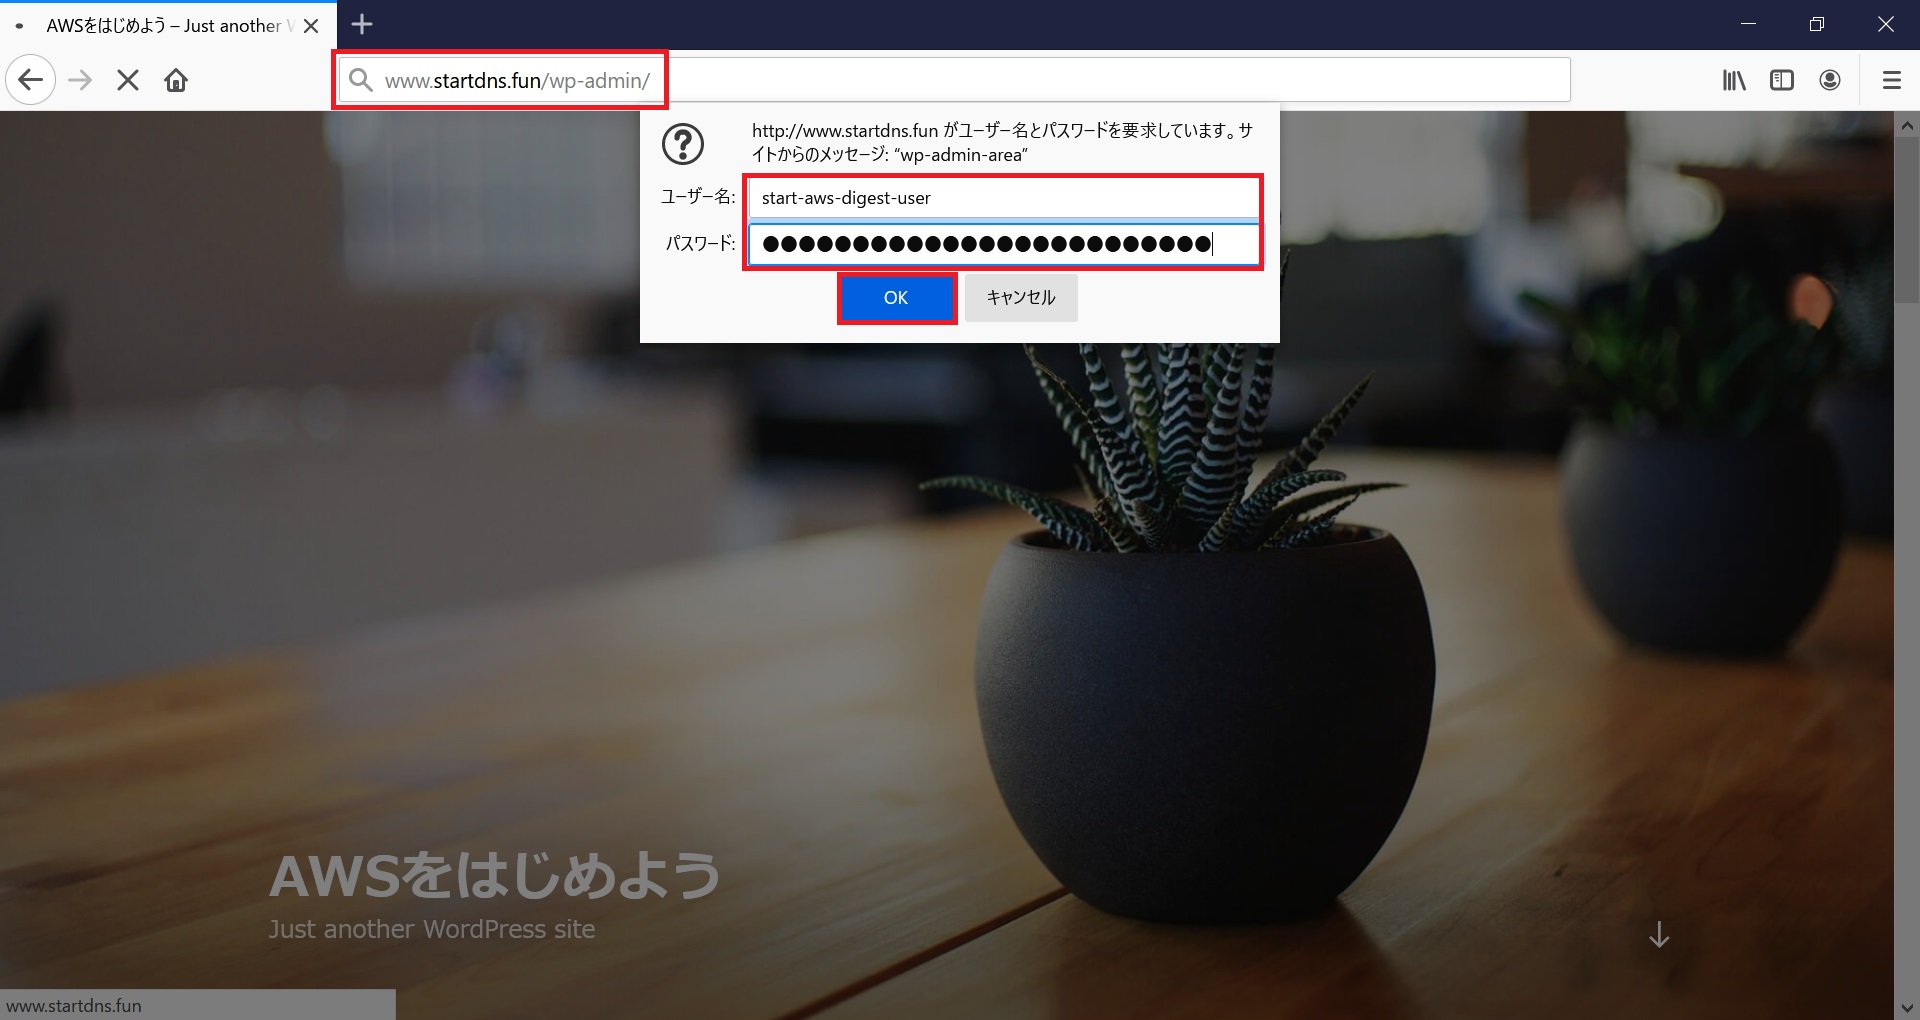 AWSをはじめよう – Just another W
www.startdns.fun/wp-admin/
http://www.startdns.fun がユーザー名とパスワードを要求しています。サ
イトからのメッセージ: “wp-admin-area”
ユーザー名: start-aws-digest-user
パスワード: ●●●●●●●●●●●●●●●●●●●●●●●●●
OK キャンセル
AWSをはじめよう
Just another WordPress site
www.startdns.fun